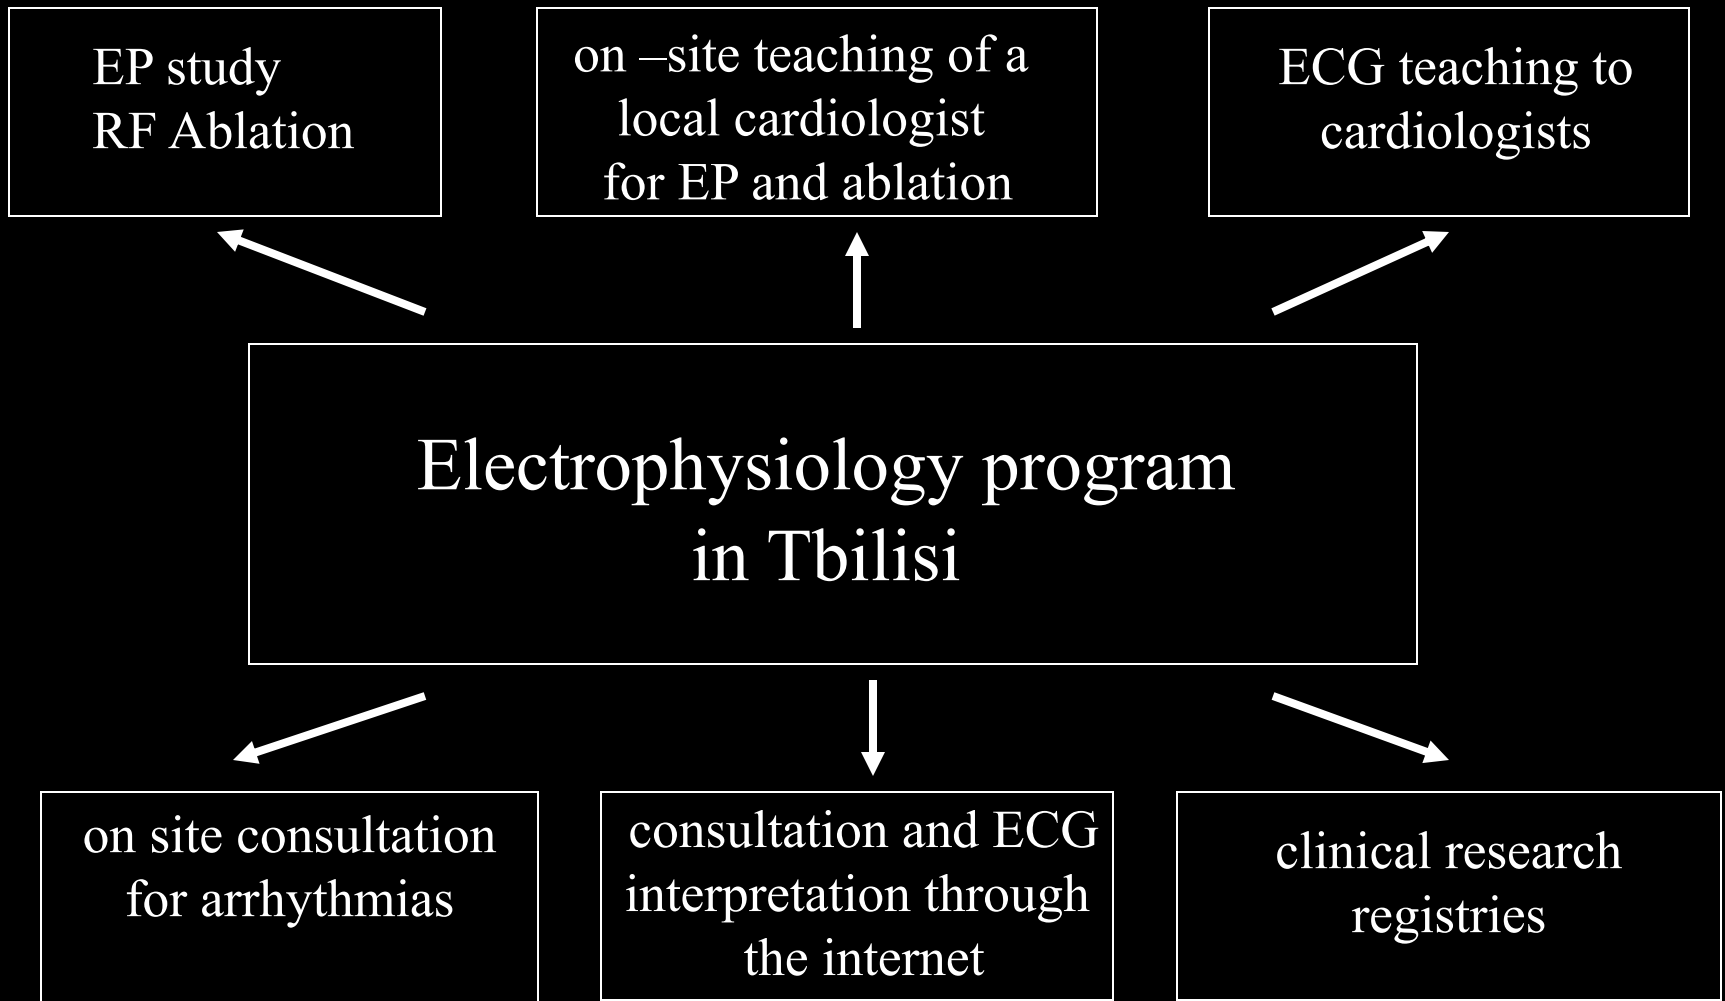 EP study
RF Ablation
on –site teaching of a
local cardiologist
for EP and ablation
ECG teaching to
cardiologists
Electrophysiology program
in Tbilisi
on site consultation
for arrhythmias
consultation and ECG
interpretation through
the internet
clinical research
registries